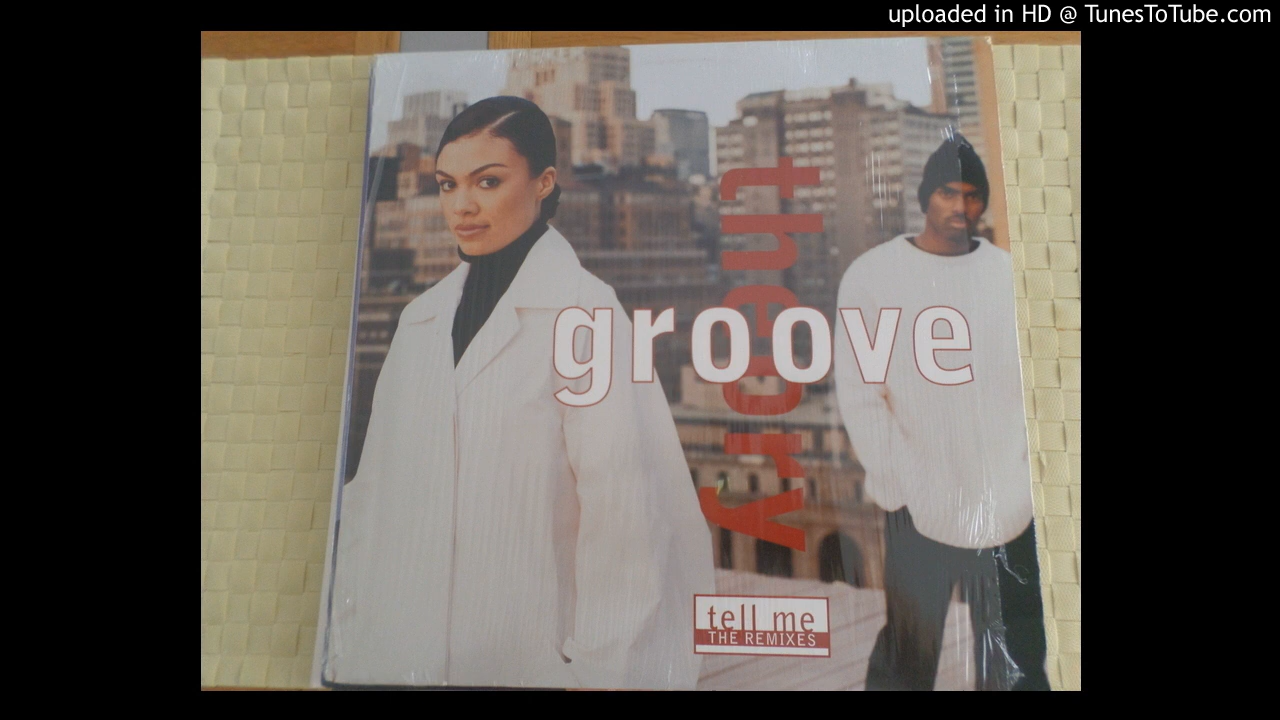 uploaded in HD @ TunesToTube.com
theory
groove
tell me
THE REMIXES